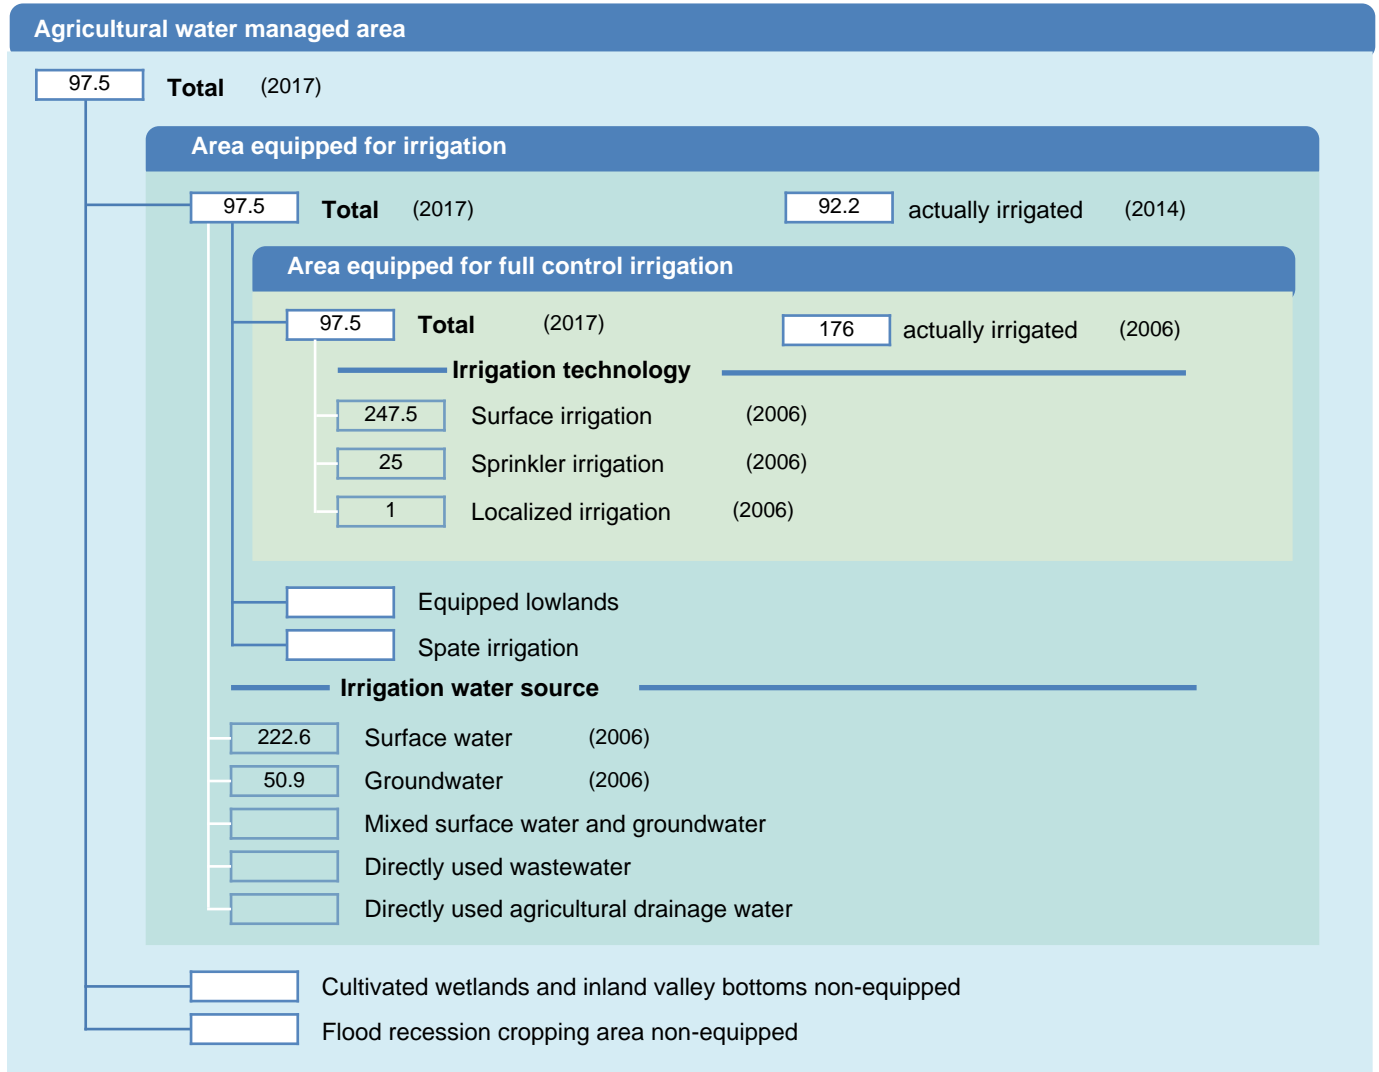 Agricultural water managed area
97.5 Total (2017)
Area equipped for irrigation
97.5 Total (2017) 92.2 actually irrigated (2014)
Area equipped for full control irrigation
97.5 Total (2017) 176 actually irrigated (2006)
Irrigation technology
247.5 Surface irrigation (2006)
25 Sprinkler irrigation (2006)
1 Localized irrigation (2006)
Equipped lowlands
Spate irrigation
Irrigation water source
222.6 Surface water (2006)
50.9 Groundwater (2006)
Mixed surface water and groundwater
Directly used wastewater
Directly used agricultural drainage water
Cultivated wetlands and inland valley bottoms non-equipped
Flood recession cropping area non-equipped